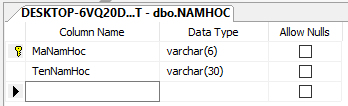 DESKTOP-6VQ20D...T - dbo.NAMHOC
Column Name Data Type Allow Nulls
MaNamHoc varchar(6)
TenNamHoc varchar(30)